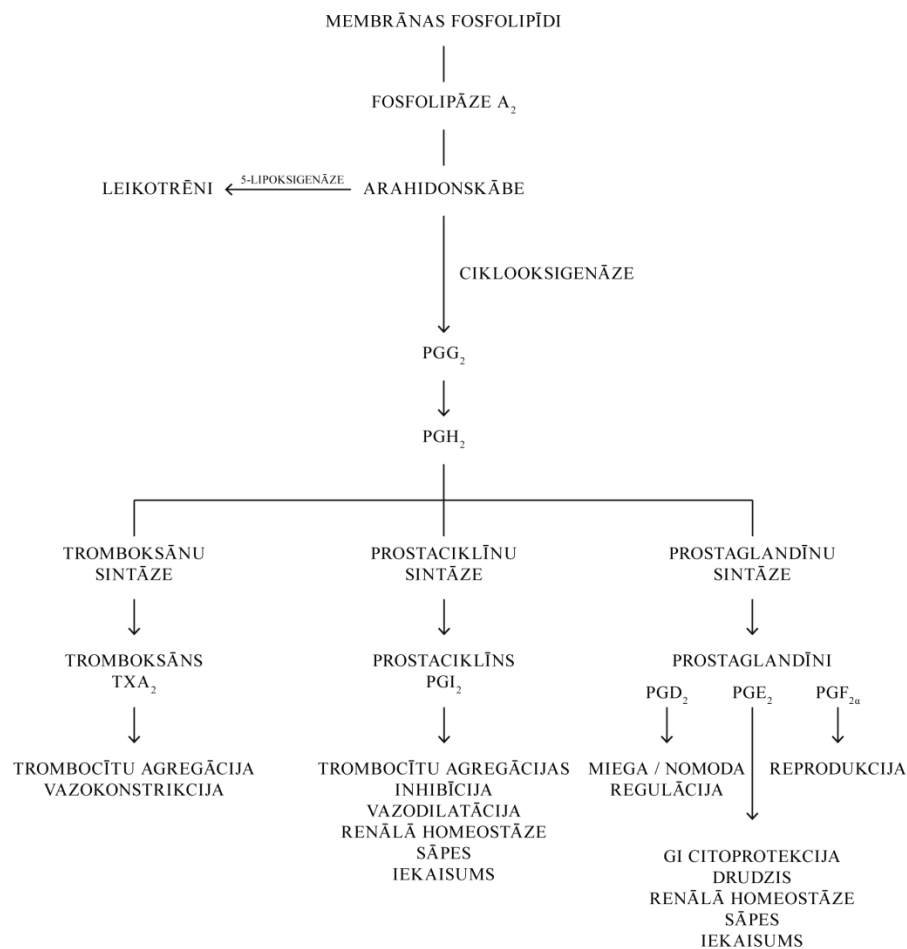 MEMBRĀNAS FOSFOLIPĪDI
FOSFOLIPĀZE A₂
LEIKOTRĒNI
5-LIPOKSIGENĀZE
ARAHIDONSKĀBE
CIKLOOKSIGENĀZE
PGG₂
PGH₂
TROMBOKSĀNU
SINTĀZE
PROSTACIKLĪNU
SINTĀZE
PROSTAGLANDĪNU
SINTĀZE
TROMBOKSĀNS
TXA₂
PROSTACIKLĪNS
PGI₂
PROSTAGLANDĪNI
PGD₂
PGE₂
PGF₂α
TROMBOCĪTU AGREGĀCIJA
VAZOKONSTRIKCIJA
TROMBOCĪTU AGREGĀCIJAS
INHIBĪCIJA
VAZODILATĀCIJA
RENĀLĀ HOMEOSTĀZE
SĀPES
IEKAISUMS
MIEGA / NOMODA
REGULĀCIJA
REPRODUKCIJA
GI CITOPROTEKCIJA
DRUDZIS
RENĀLĀ HOMEOSTĀZE
SĀPES
IEKAISUMS